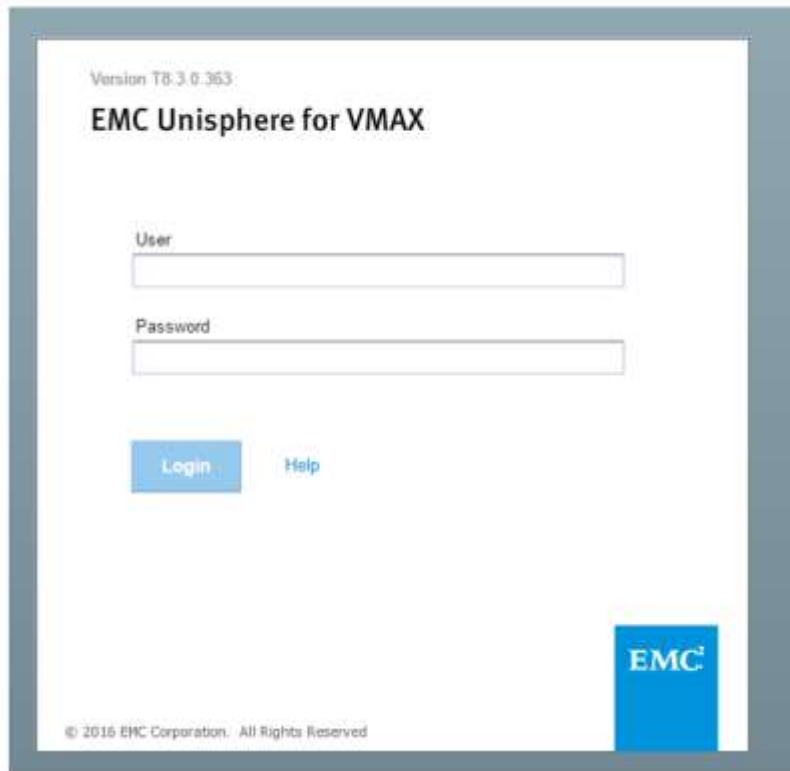 Version T8.3.0.363
EMC Unisphere for VMAX
User
Password
Login
Help
EMC²
© 2016 EMC Corporation. All Rights Reserved